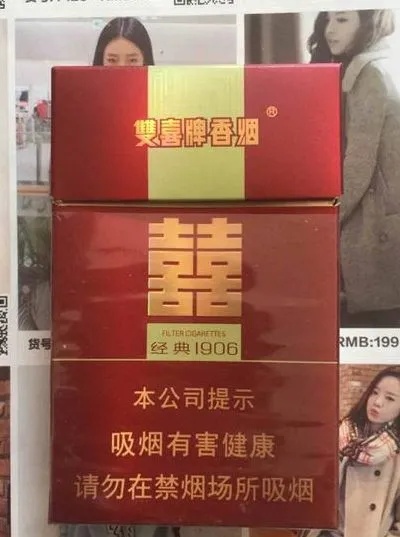 雙喜牌香烟®
囍
FILTER CIGARETTES
经典1906
本公司提示
吸烟有害健康
请勿在禁烟场所吸烟
货号
RMB:199